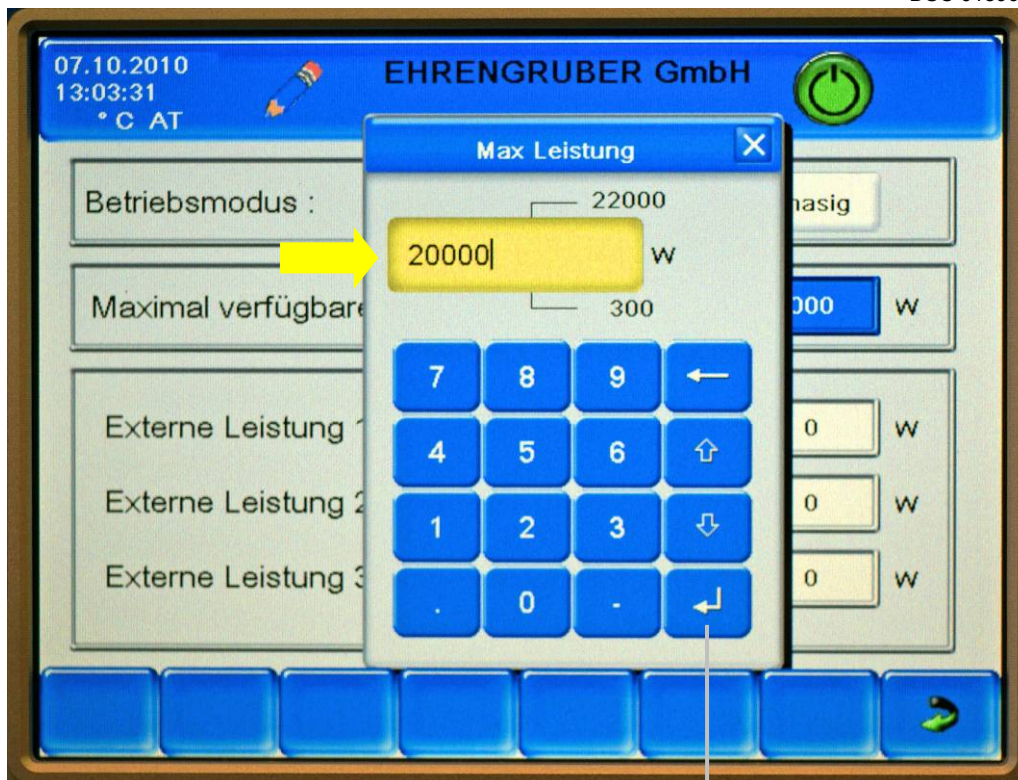 07.10.2010
13:03:31
°C AT
EHRENGRUBER GmbH
Max Leistung
Betriebsmodus :
22000
hasig
20000
W
Maximal verfügbare
300
000
W
7 8 9
Externe Leistung 1
0
W
4 5 6
Externe Leistung 2
0
W
1 2 3
Externe Leistung 3
0
W
. 0 -